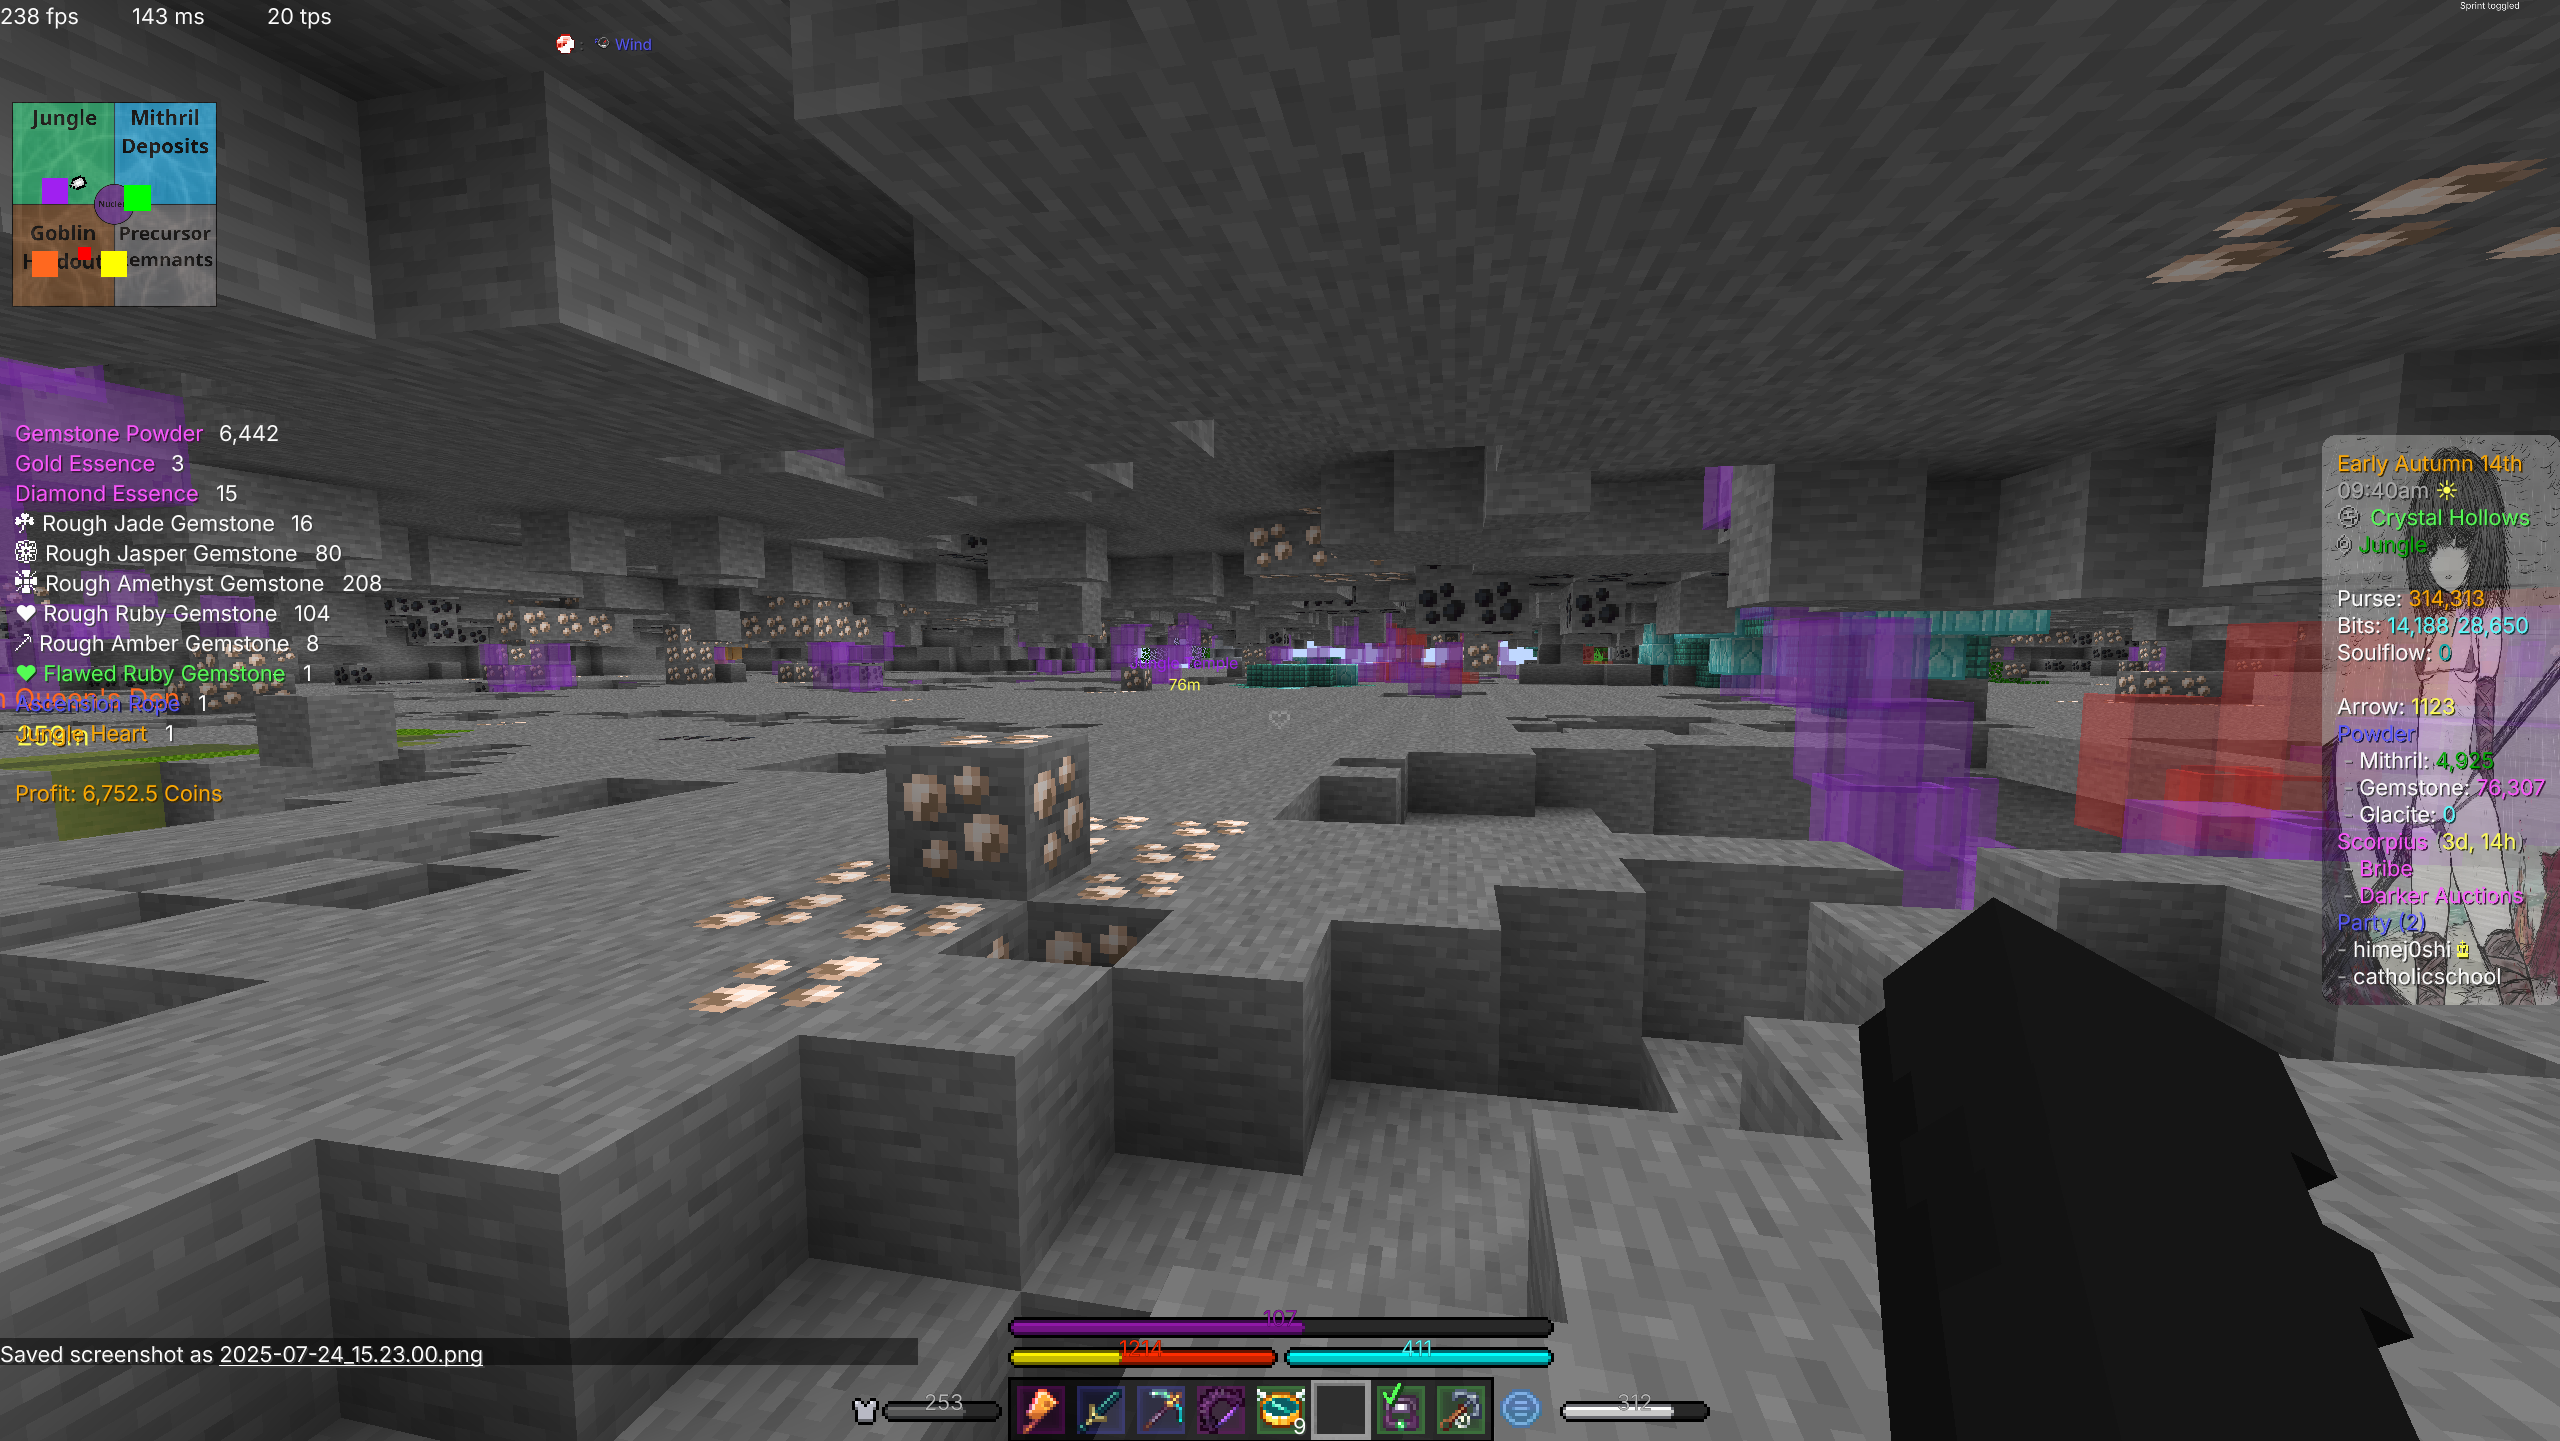 238 fps 143 ms 20 tps
Sprint toggled
: Wind
Jungle
Mithril Deposits
Goblin
Precursor
Gemstone Powder 6,442
Gold Essence 3
Diamond Essence 15
Rough Jade Gemstone 16
Rough Jasper Gemstone 80
Rough Amethyst Gemstone 208
Rough Ruby Gemstone 104
Rough Amber Gemstone 8
Flawed Ruby Gemstone 1
Ascension Rope 1
Jungle Heart 1
Profit: 6,752.5 Coins
76m
Early Autumn 14th
09:40am
Crystal Hollows
Jungle
Purse: 314,313
Bits: 14,188/28,650
Soulflow: 0
Arrow: 1123
Powder
- Mithril: 4,925
- Gemstone: 76,307
- Glacite: 0
Scorpius (3d, 14h)
- Bribe
- Darker Auctions
Party (2)
- himej0shi
- catholicschool
Saved screenshot as 2025-07-24_15.23.00.png
107
1214 411
253 9 312